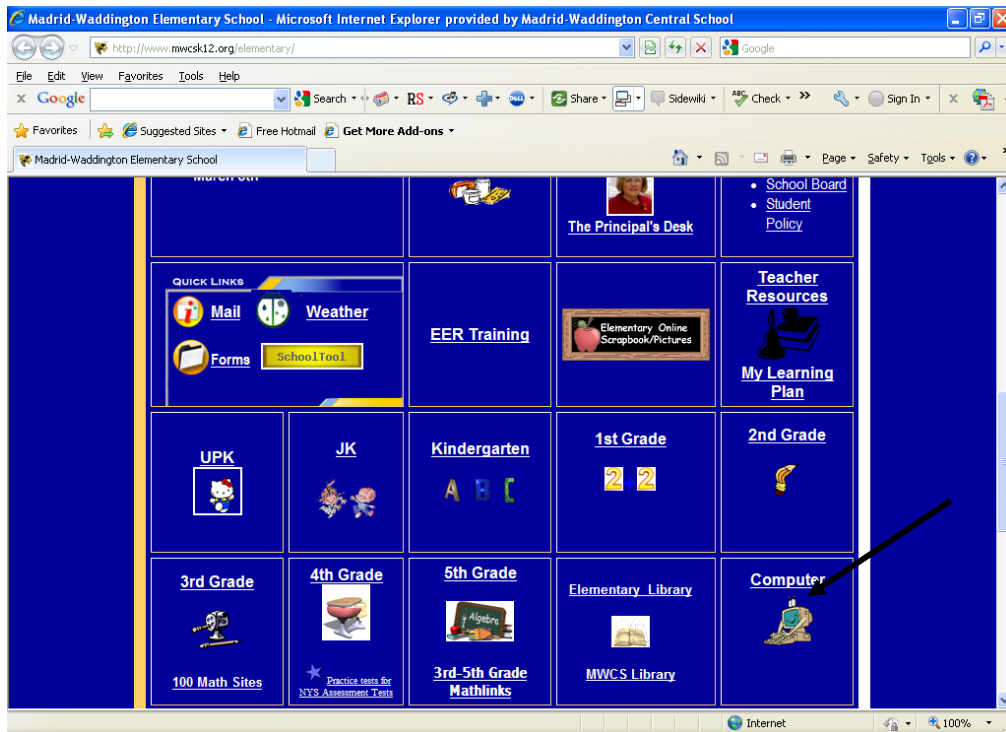 Madrid-Waddington Elementary School - Microsoft Internet Explorer provided by Madrid-Waddington Central School
http://www.mwcsk12.org/elementary/
Google
File Edit View Favorites Tools Help
x Google Search RS Share Sidewiki ABC Check » Sign In x
Favorites Suggested Sites Free Hotmail Get More Add-ons
Madrid-Waddington Elementary School
Page Safety Tools »
The Principal's Desk
• School Board
• Student
Policy
QUICK LINKS
Mail Weather
Forms SchoolTool
EER Training
Elementary Online
Scrapbook/Pictures
Teacher
Resources
My Learning
Plan
UPK
JK
Kindergarten
A B C
1st Grade
2 2
2nd Grade
3rd Grade
100 Math Sites
4th Grade
Practice tests for
NYS Assessment Tests
5th Grade
Algebra
3rd-5th Grade
Mathlinks
Elementary Library
MWCS Library
Computer
Internet
100%